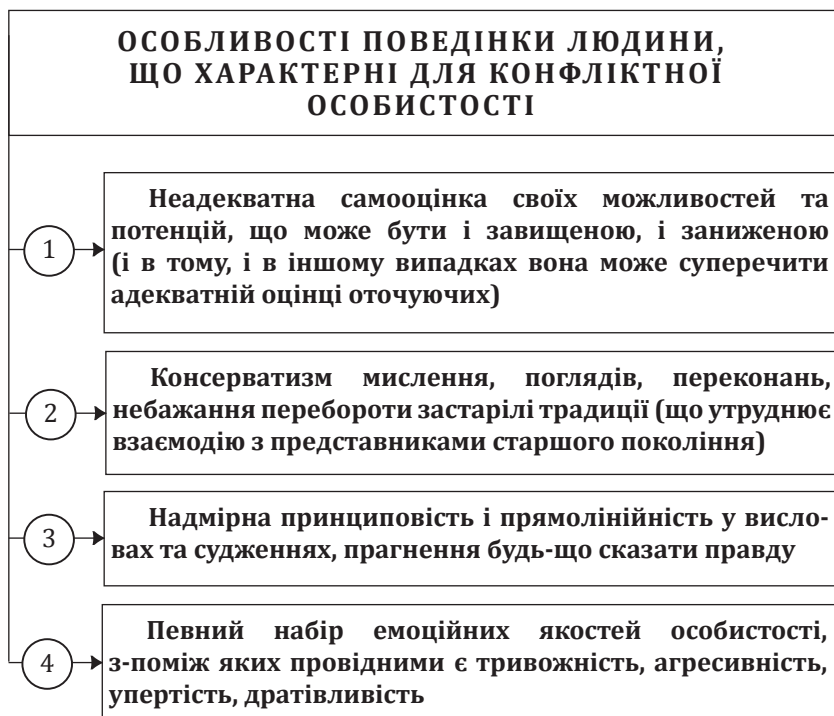 ОСОБЛИВОСТІ ПОВЕДІНКИ ЛЮДИНИ,
ЩО ХАРАКТЕРНІ ДЛЯ КОНФЛІКТНОЇ
ОСОБИСТОСТІ
1
Неадекватна самооцінка своїх можливостей та
потенцій, що може бути і завищеною, і заниженою
(і в тому, і в іншому випадках вона може суперечити
адекватній оцінці оточуючих)
2
Консерватизм мислення, поглядів, переконань,
небажання перебороти застарілі традиції (що утруднює
взаємодію з представниками старшого покоління)
3
Надмірна принциповість і прямолінійність у висло-
вах та судженнях, прагнення будь-що сказати правду
4
Певний набір емоційних якостей особистості,
з-поміж яких провідними є тривожність, агресивність,
упертість, дратівливість